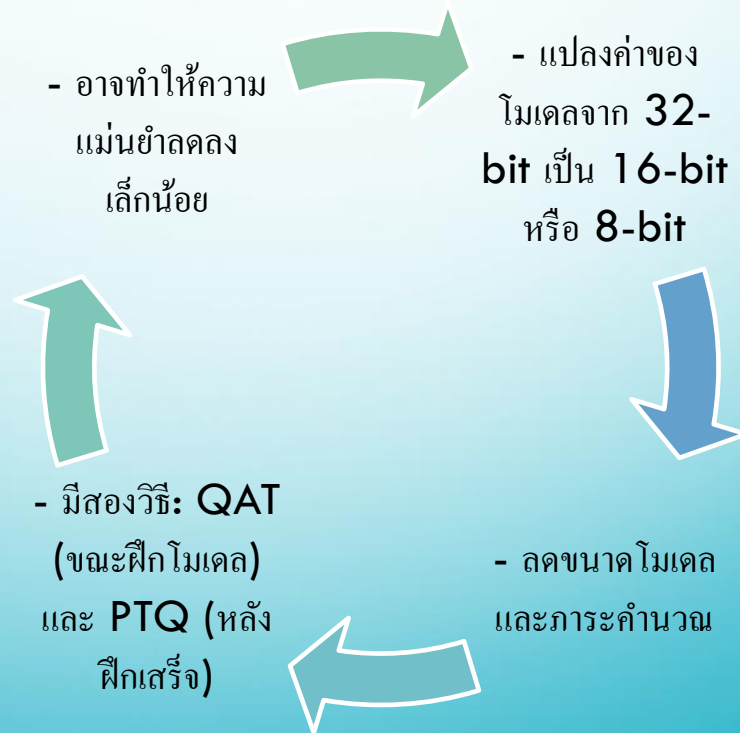 - อาจทำให้ความ
แม่นยำลดลง
เล็กน้อย
- แปลงค่าของ
โมเดลจาก 32-
bit เป็น 16-bit
หรือ 8-bit
- ลดขนาดโมเดล
และภาระคำนวณ
- มีสองวิธี: QAT
(ขณะฝึกโมเดล)
และ PTQ (หลัง
ฝึกเสร็จ)